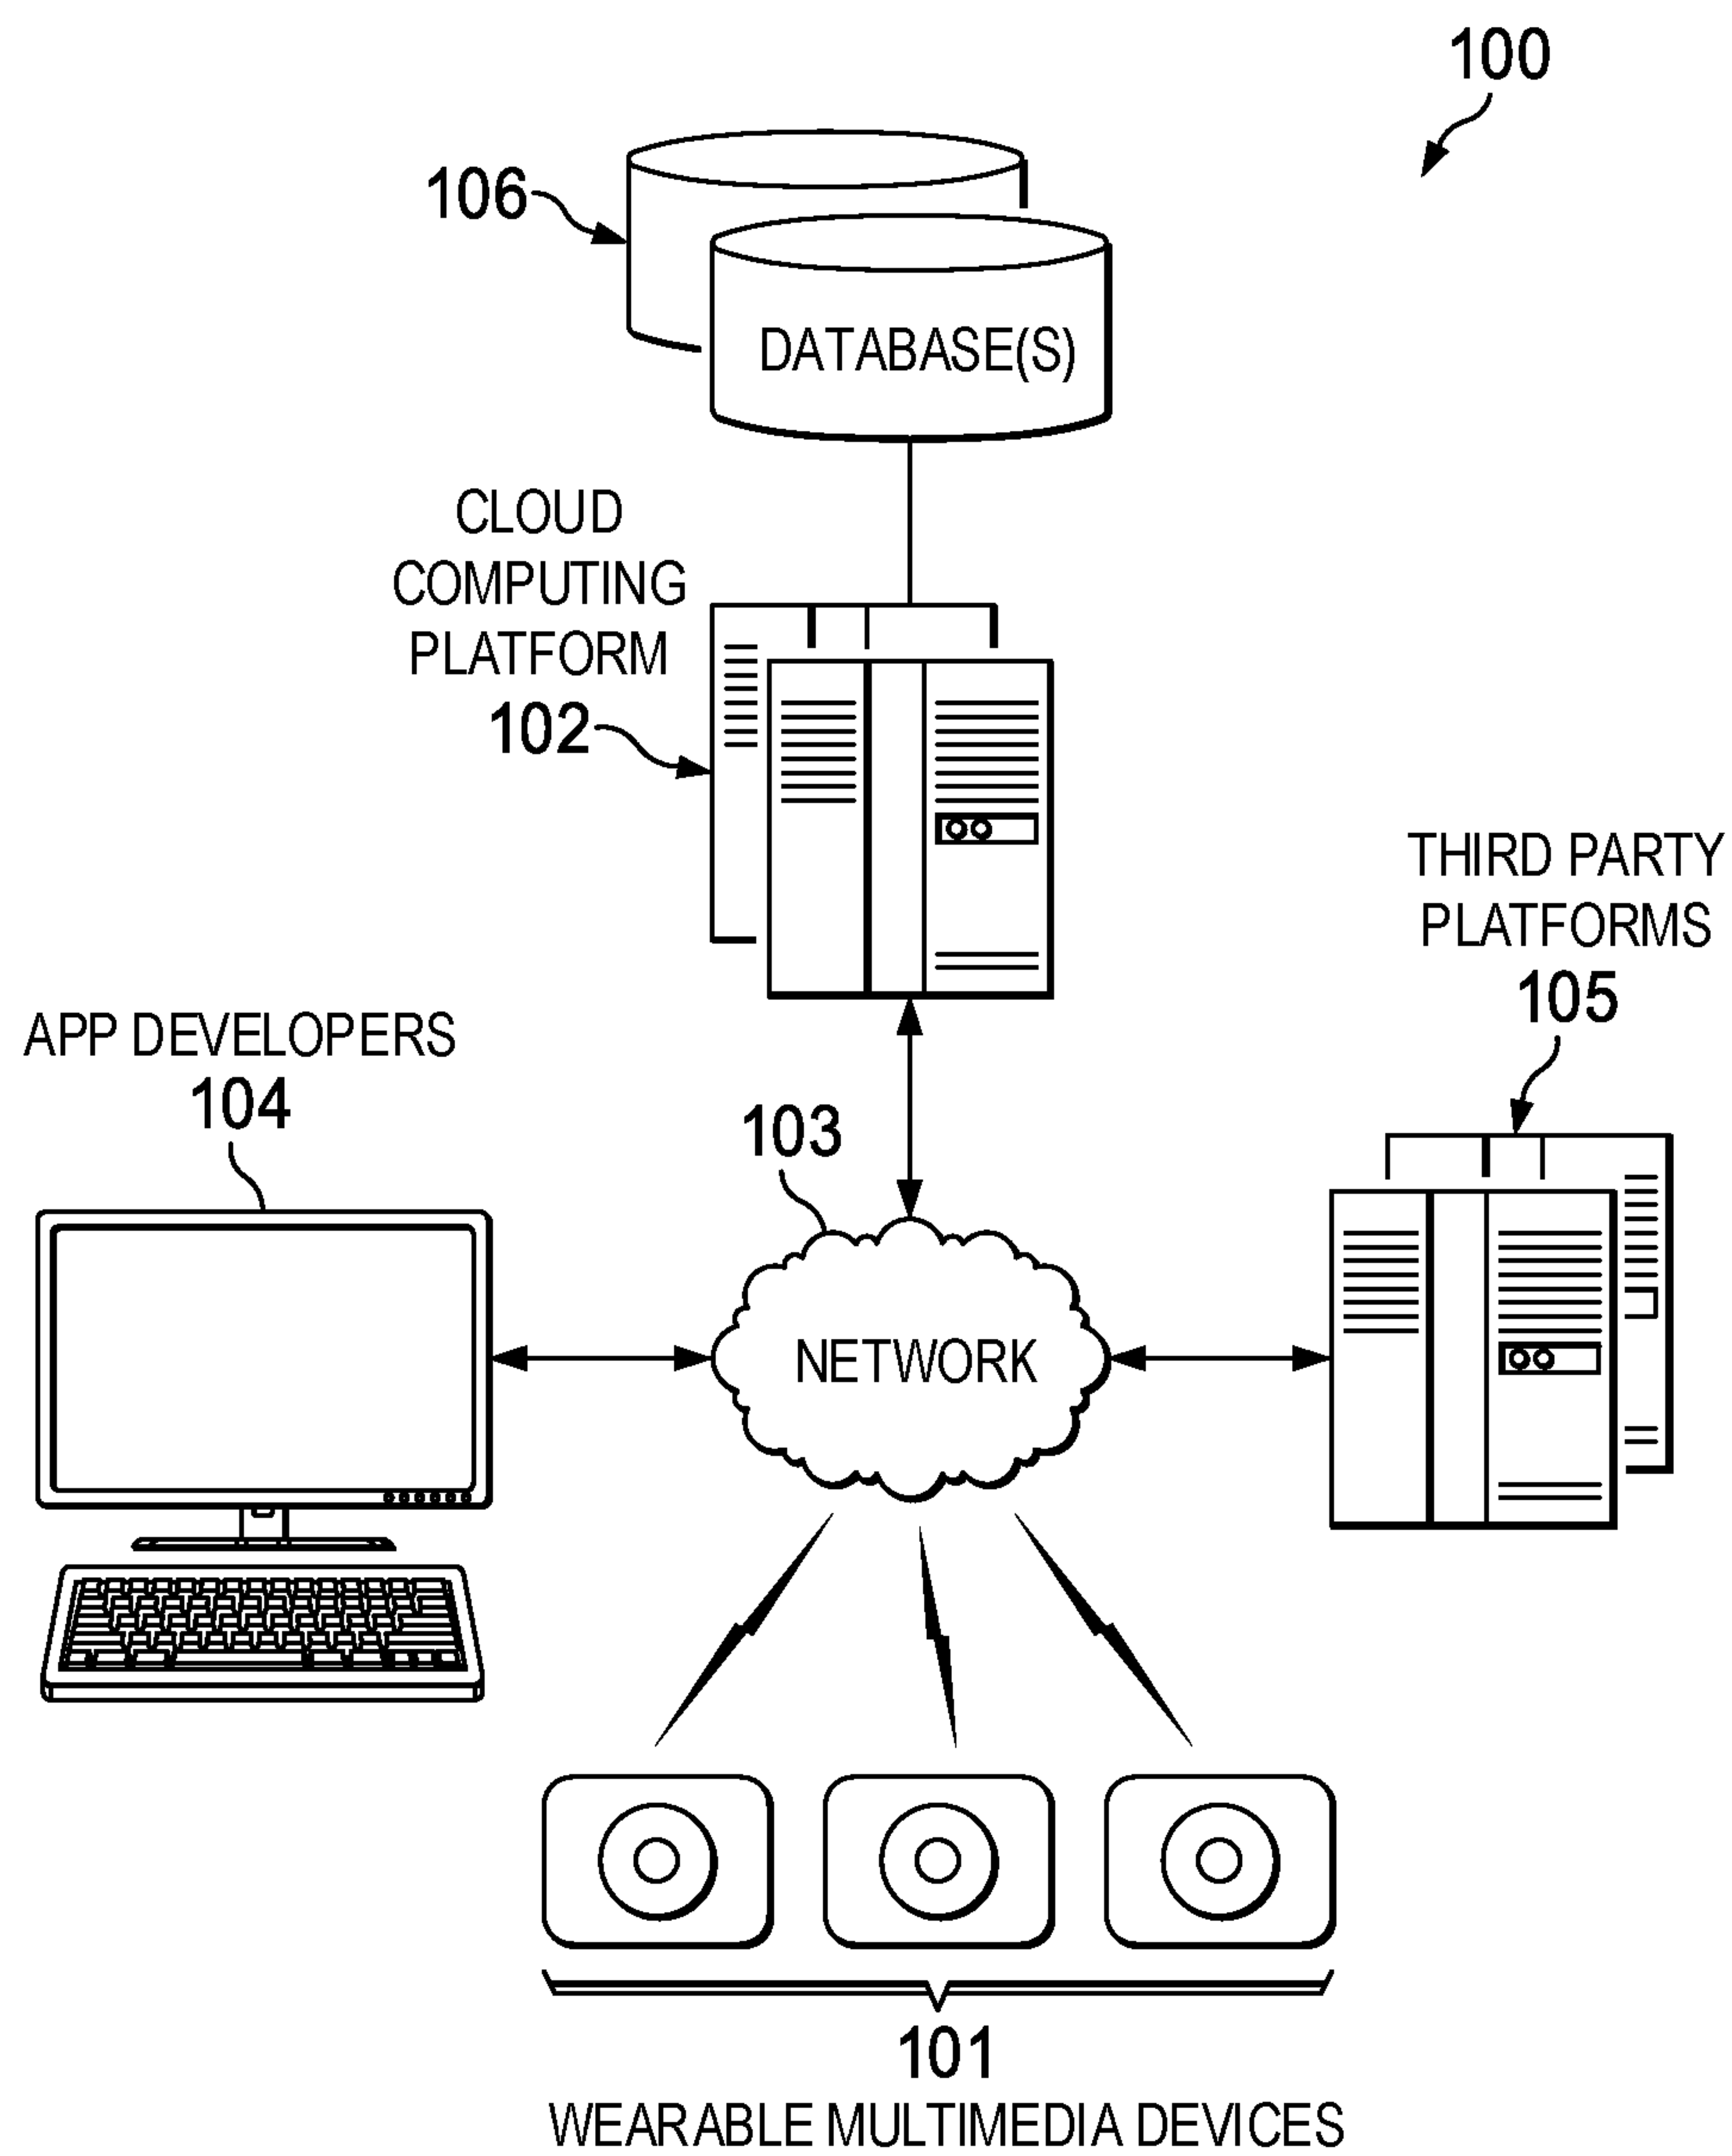 100
106
DATABASE(S)
CLOUD
COMPUTING
PLATFORM
102
THIRD PARTY
PLATFORMS
105
APP DEVELOPERS
104
103
NETWORK
101
WEARABLE MULTIMEDIA DEVICES